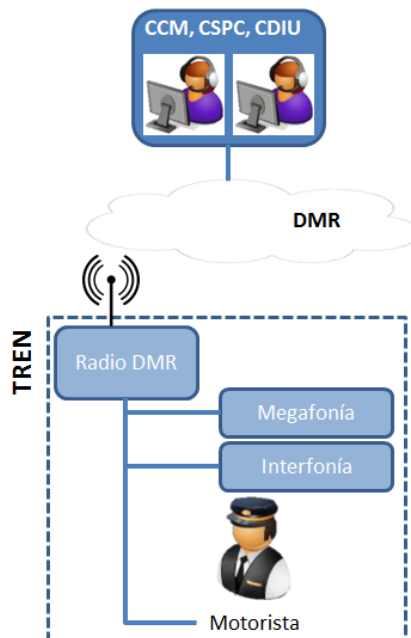 CCM, CSPC, CDIU
DMR
TREN
Radio DMR
Megafonía
Interfonía
Motorista